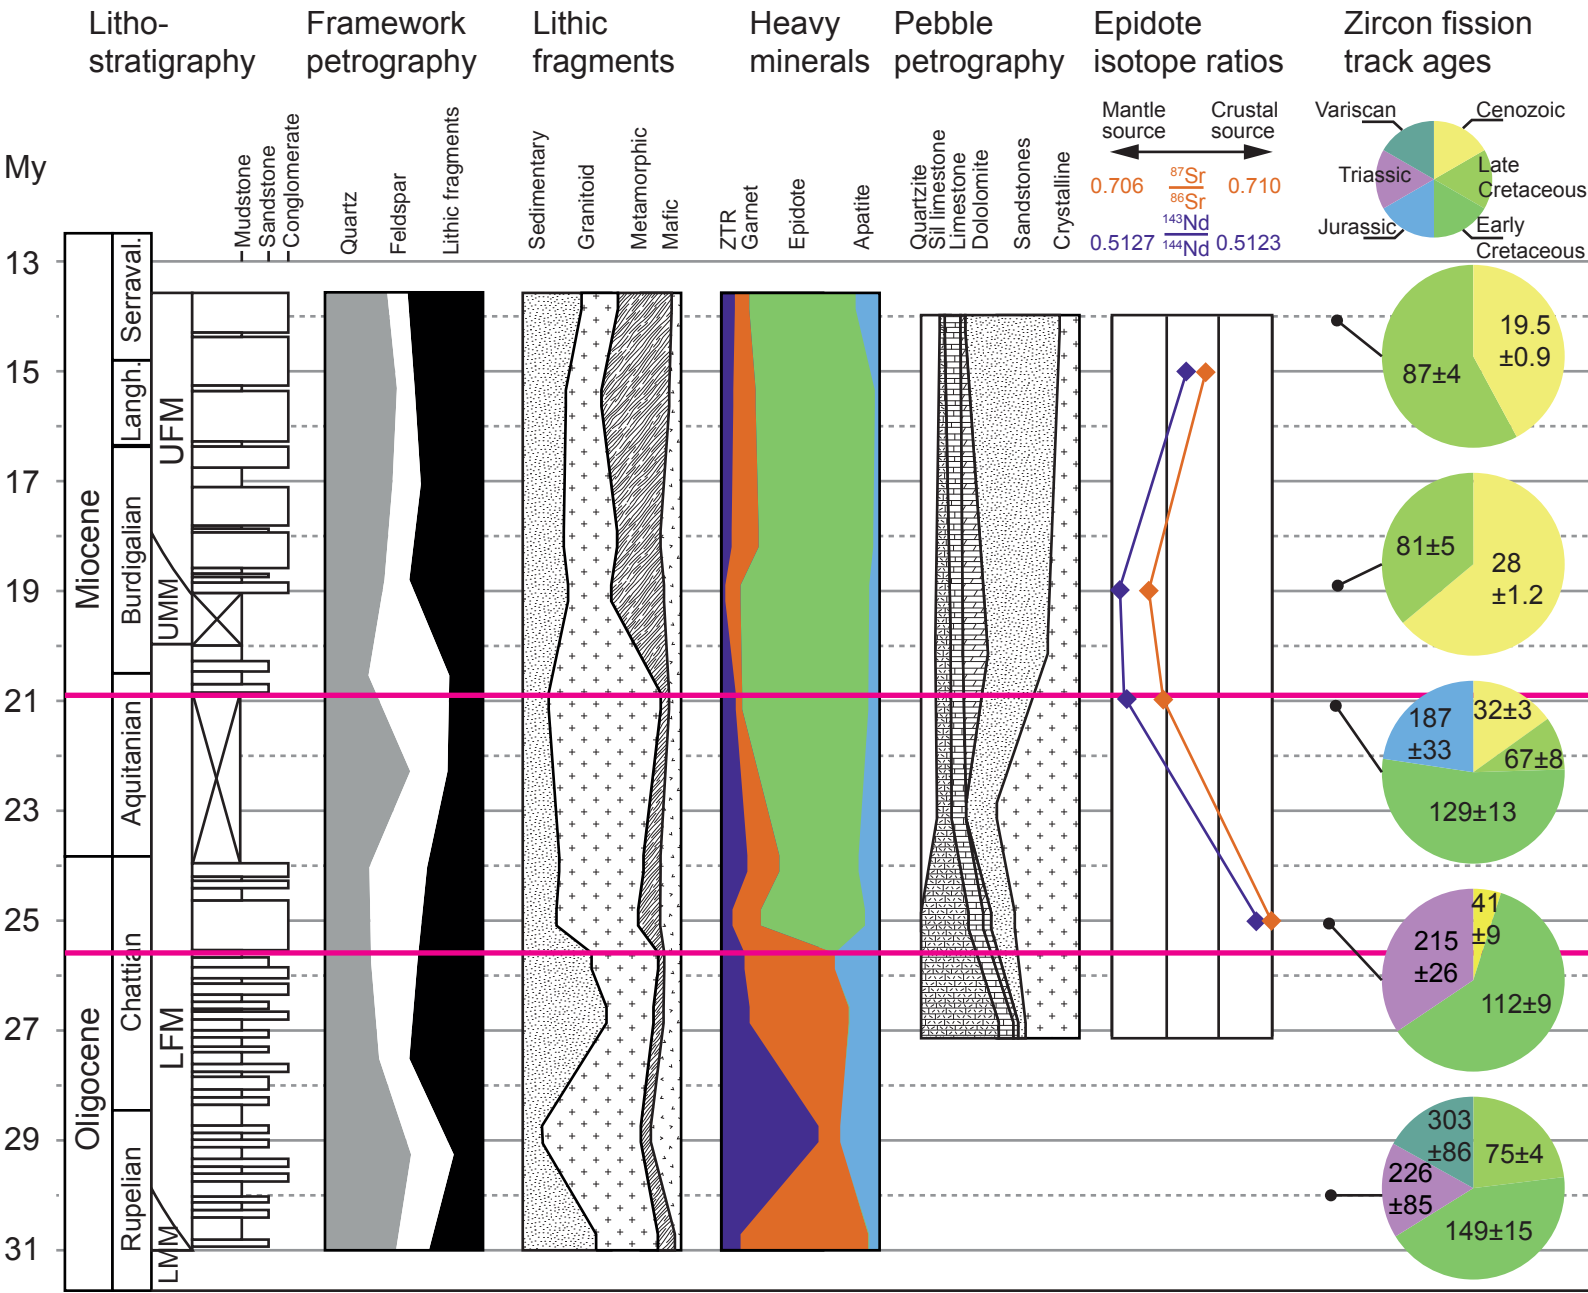 Litho-
stratigraphy
Framework
petrography
Lithic
fragments
Heavy
minerals
Pebble
petrography
Epidote
isotope ratios
Zircon fission
track ages
My
Mudstone
Sandstone
Conglomerate
Quartz
Feldspar
Lithic fragments
Sedimentary
Granitoid
Metamorphic
Mafic
ZTR
Garnet
Epidote
Apatite
Quartzite
Sil limestone
Limestone
Dololomite
Sandstones
Crystalline
Mantle
source
Crustal
source
0.706
87Sr
86Sr
0.710
0.5127
143Nd
144Nd
0.5123
Variscan
Cenozoic
Triassic
Late
Cretaceous
Jurassic
Early
Cretaceous
13
15
17
19
21
23
25
27
29
31
Miocene
Oligocene
Serraval.
Langh.
Burdigalian
Aquitanian
Chattian
Rupelian
UFM
UMM
LFM
LMM
19.5
±0.9
87±4
81±5
28
±1.2
187
±33
32±3
67±8
129±13
41
±9
215
±26
112±9
303
±86
75±4
226
±85
149±15